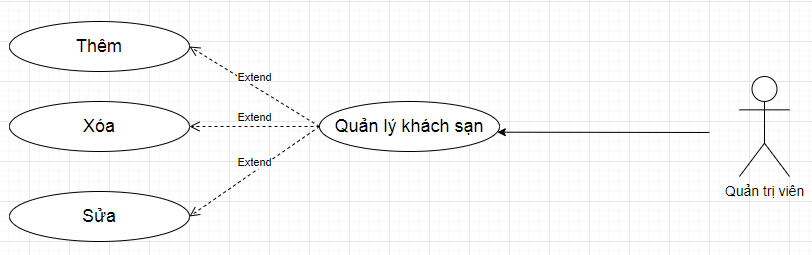 Thêm
Extend
Xóa
Extend
Quản lý khách sạn
Extend
Quản trị viên
Sửa